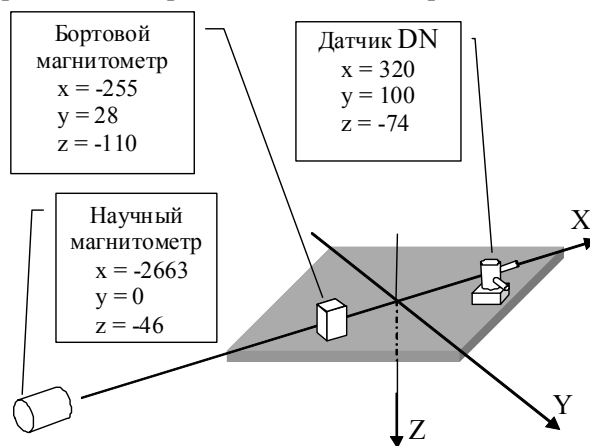 Бортовой
магнитометр
x = -255
y = 28
z = -110
Датчик DN
x = 320
y = 100
z = -74
Научный
магнитометр
x = -2663
y = 0
z = -46
X
Y
Z